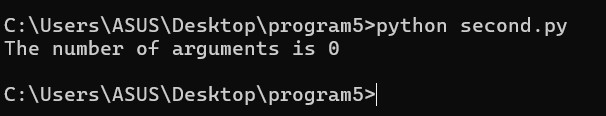 C:\Users\ASUS\Desktop\program5>python second.py
The number of arguments is 0
C:\Users\ASUS\Desktop\program5>